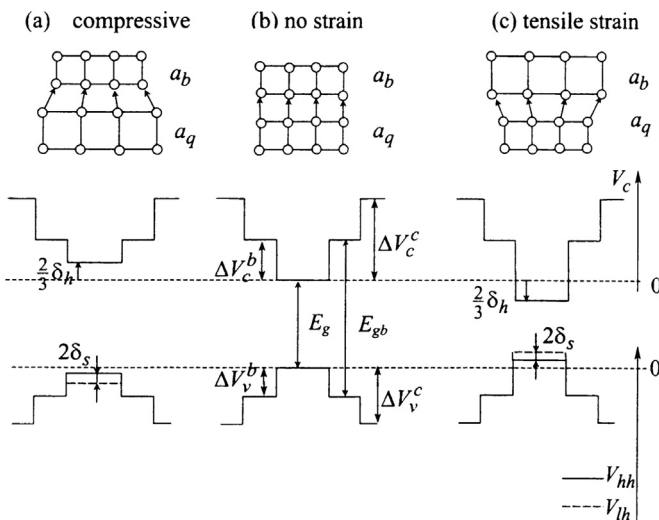 (a) compressive
(b) no strain
(c) tensile strain
a_b
a_b
a_b
a_q
a_q
a_q
V_c
ΔV_c^b
ΔV_c^c
2/3 δ_h
2/3 δ_h
0
E_g
E_gb
2δ_s
2δ_s
ΔV_v^b
ΔV_v^c
0
V_hh
V_lh